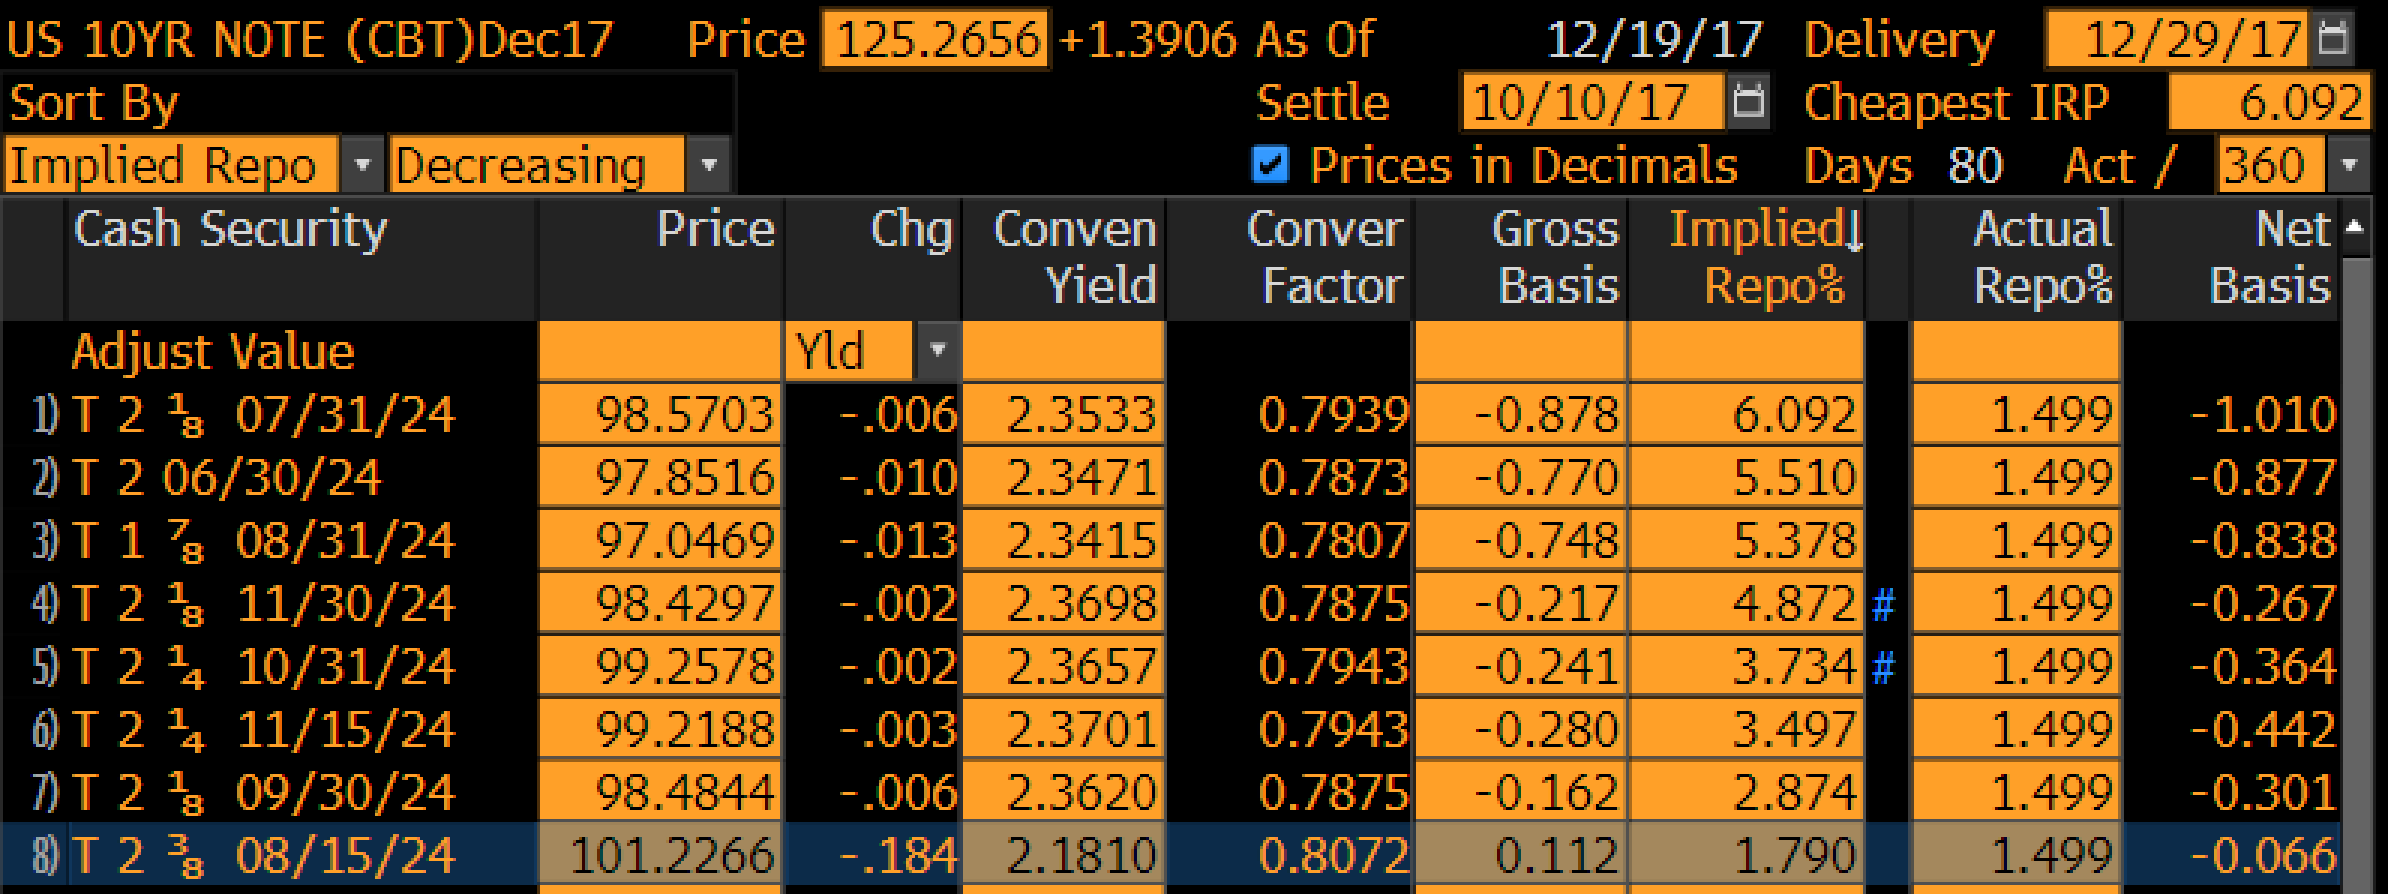 US 10YR NOTE (CBT)Dec17 Price 125.2656 +1.3906 As Of 12/19/17 Delivery 12/29/17
Sort By Settle 10/10/17 Cheapest IRP 6.092
Implied Repo Decreasing Prices in Decimals Days 80 Act / 360
Cash Security Price Chg Conven Conver Gross Implied↓ Actual Net
Yield Factor Basis Repo% Repo% Basis
Adjust Value Yld
1) T 2 ⅛ 07/31/24 98.5703 -.006 2.3533 0.7939 -0.878 6.092 1.499 -1.010
2) T 2 06/30/24 97.8516 -.010 2.3471 0.7873 -0.770 5.510 1.499 -0.877
3) T 1 ⅞ 08/31/24 97.0469 -.013 2.3415 0.7807 -0.748 5.378 1.499 -0.838
4) T 2 ⅛ 11/30/24 98.4297 -.002 2.3698 0.7875 -0.217 4.872 # 1.499 -0.267
5) T 2 ¼ 10/31/24 99.2578 -.002 2.3657 0.7943 -0.241 3.734 # 1.499 -0.364
6) T 2 ¼ 11/15/24 99.2188 -.003 2.3701 0.7943 -0.280 3.497 1.499 -0.442
7) T 2 ⅛ 09/30/24 98.4844 -.006 2.3620 0.7875 -0.162 2.874 1.499 -0.301
8) T 2 ⅜ 08/15/24 101.2266 -.184 2.1810 0.8072 0.112 1.790 1.499 -0.066